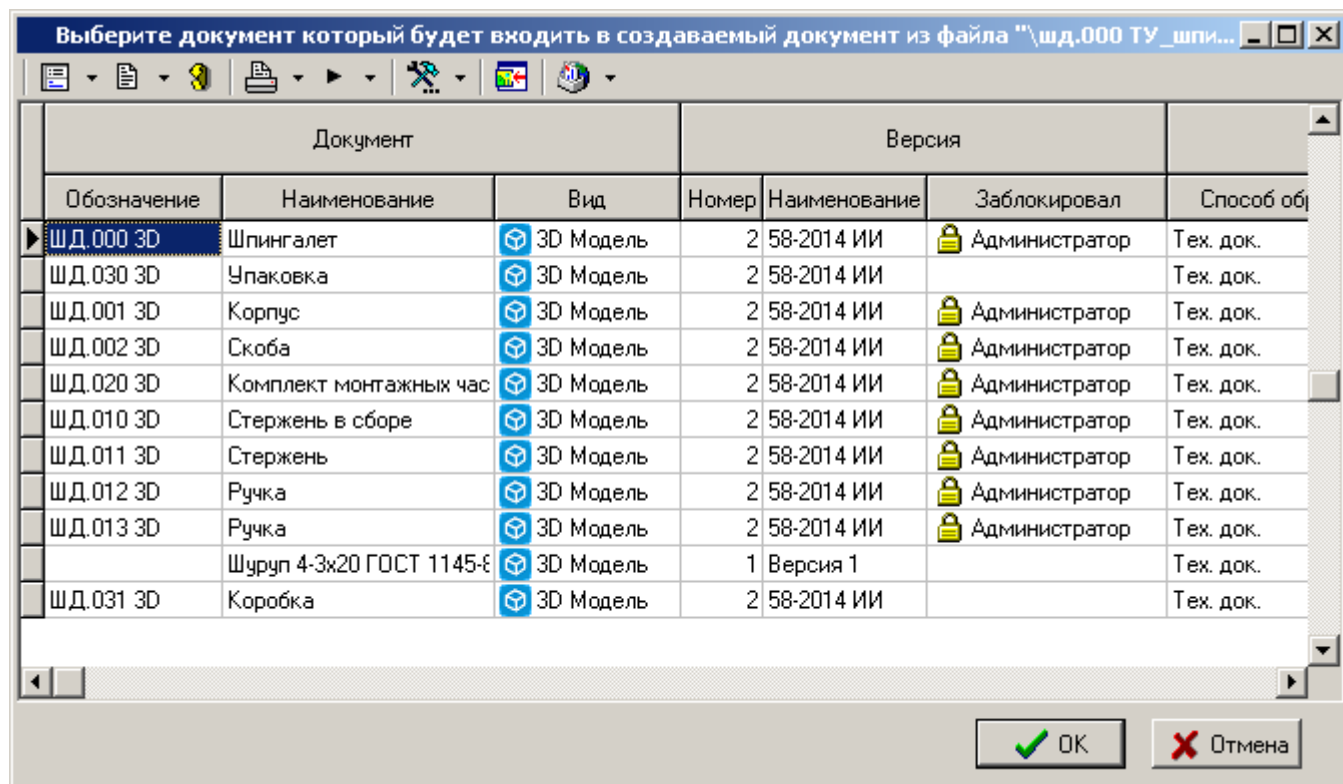 Выберите документ который будет входить в создаваемый документ из файла "\шд.000 ТУ_шпи...
Документ Версия
Обозначение Наименование Вид Номер Наименование Заблокировал Способ обр
ШД.000 3D Шпингалет 3D Модель 2 58-2014 ИИ Администратор Тех. док.
ШД.030 3D Упаковка 3D Модель 2 58-2014 ИИ Тех. док.
ШД.001 3D Корпус 3D Модель 2 58-2014 ИИ Администратор Тех. док.
ШД.002 3D Скоба 3D Модель 2 58-2014 ИИ Администратор Тех. док.
ШД.020 3D Комплект монтажных час 3D Модель 2 58-2014 ИИ Администратор Тех. док.
ШД.010 3D Стержень в сборе 3D Модель 2 58-2014 ИИ Администратор Тех. док.
ШД.011 3D Стержень 3D Модель 2 58-2014 ИИ Администратор Тех. док.
ШД.012 3D Ручка 3D Модель 2 58-2014 ИИ Администратор Тех. док.
ШД.013 3D Ручка 3D Модель 2 58-2014 ИИ Администратор Тех. док.
Шуруп 4-3х20 ГОСТ 1145-8 3D Модель 1 Версия 1 Тех. док.
ШД.031 3D Коробка 3D Модель 2 58-2014 ИИ Тех. док.
OK Отмена